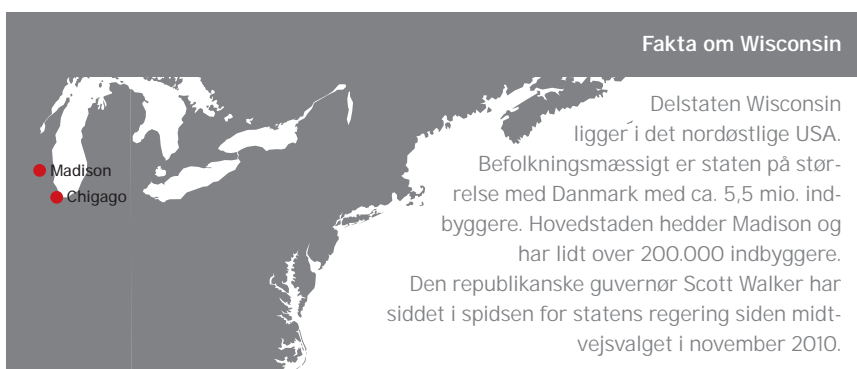 Fakta om Wisconsin
Delstaten Wisconsin
ligger i det nordøstlige USA.
Befolkningsmæssigt er staten på stør-
relse med Danmark med ca. 5,5 mio. ind-
byggere. Hovedstaden hedder Madison og
har lidt over 200.000 indbyggere.
Den republikanske guvernør Scott Walker har
siddet i spidsen for statens regering siden midt-
vejsvalget i november 2010.
Madison
Chigago